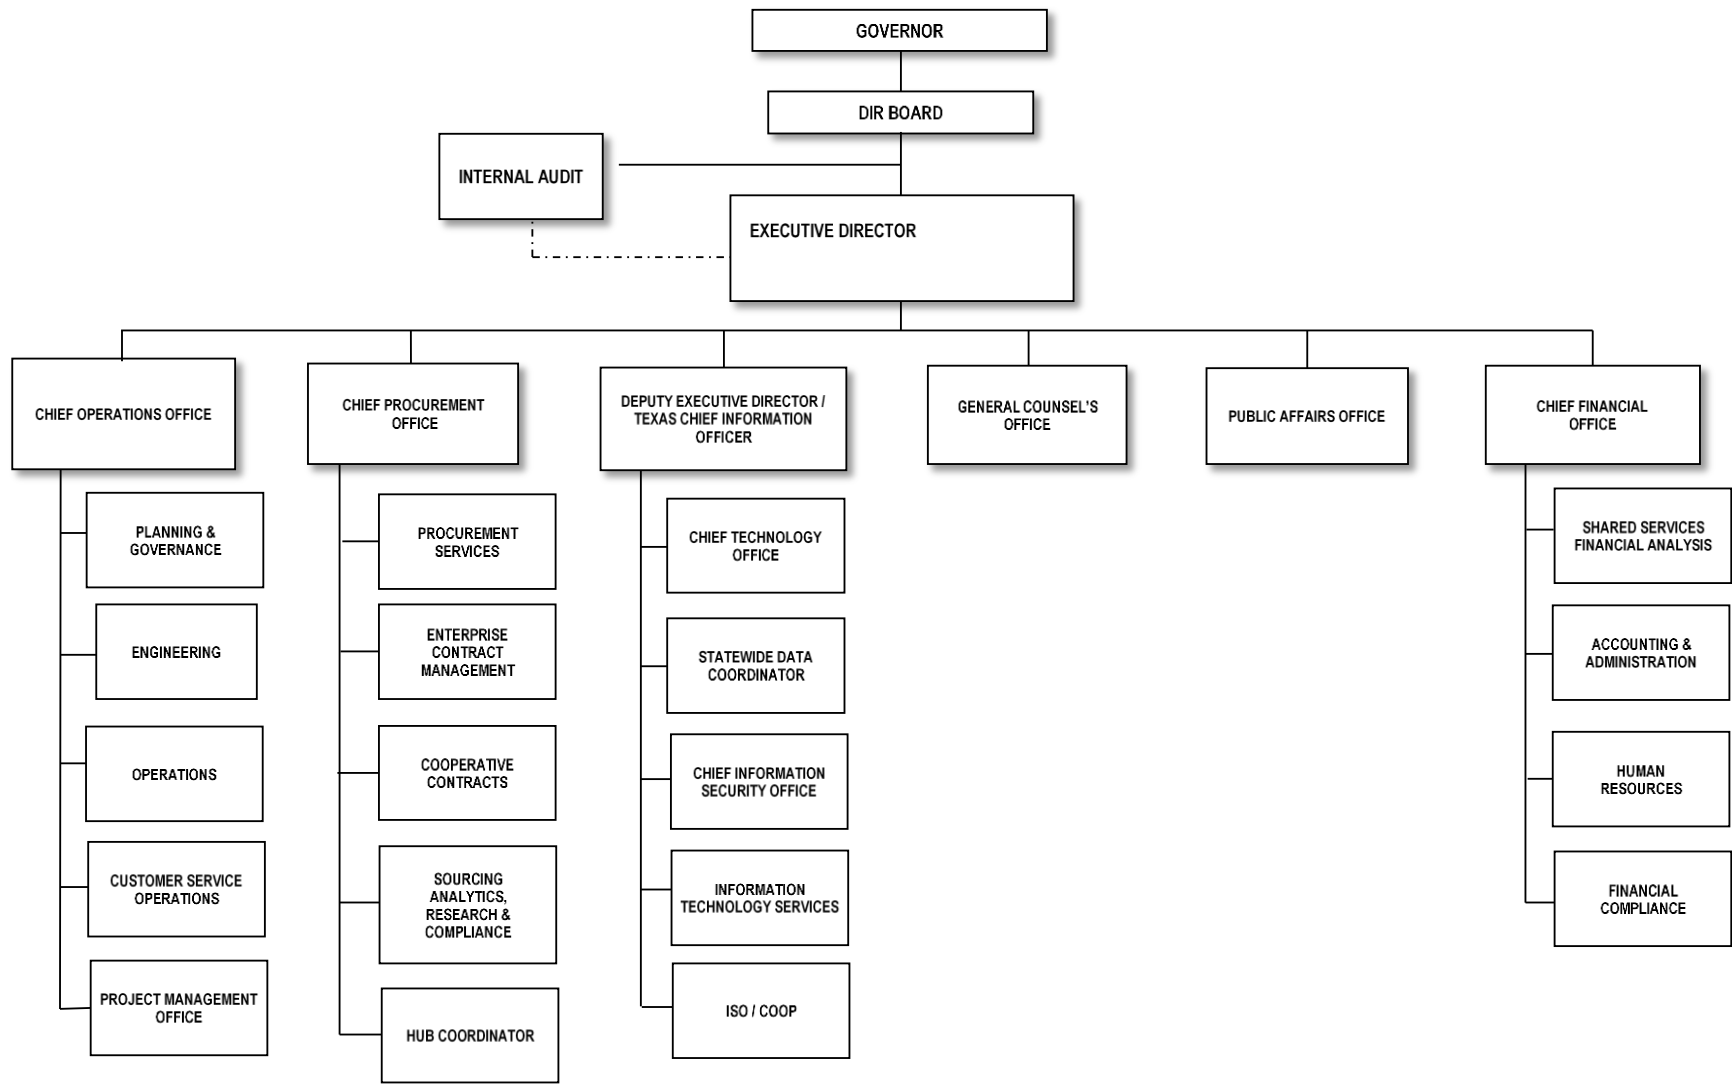 GOVERNOR
DIR BOARD
INTERNAL AUDIT
EXECUTIVE DIRECTOR
CHIEF OPERATIONS OFFICE
CHIEF PROCUREMENT
OFFICE
DEPUTY EXECUTIVE DIRECTOR /
TEXAS CHIEF INFORMATION
OFFICER
GENERAL COUNSEL'S
OFFICE
PUBLIC AFFAIRS OFFICE
CHIEF FINANCIAL
OFFICE
PLANNING &
GOVERNANCE
ENGINEERING
OPERATIONS
CUSTOMER SERVICE
OPERATIONS
PROJECT MANAGEMENT
OFFICE
PROCUREMENT
SERVICES
ENTERPRISE
CONTRACT
MANAGEMENT
COOPERATIVE
CONTRACTS
SOURCING
ANALYTICS,
RESEARCH &
COMPLIANCE
HUB COORDINATOR
CHIEF TECHNOLOGY
OFFICE
STATEWIDE DATA
COORDINATOR
CHIEF INFORMATION
SECURITY OFFICE
INFORMATION
TECHNOLOGY SERVICES
ISO / COOP
SHARED SERVICES
FINANCIAL ANALYSIS
ACCOUNTING &
ADMINISTRATION
HUMAN
RESOURCES
FINANCIAL
COMPLIANCE